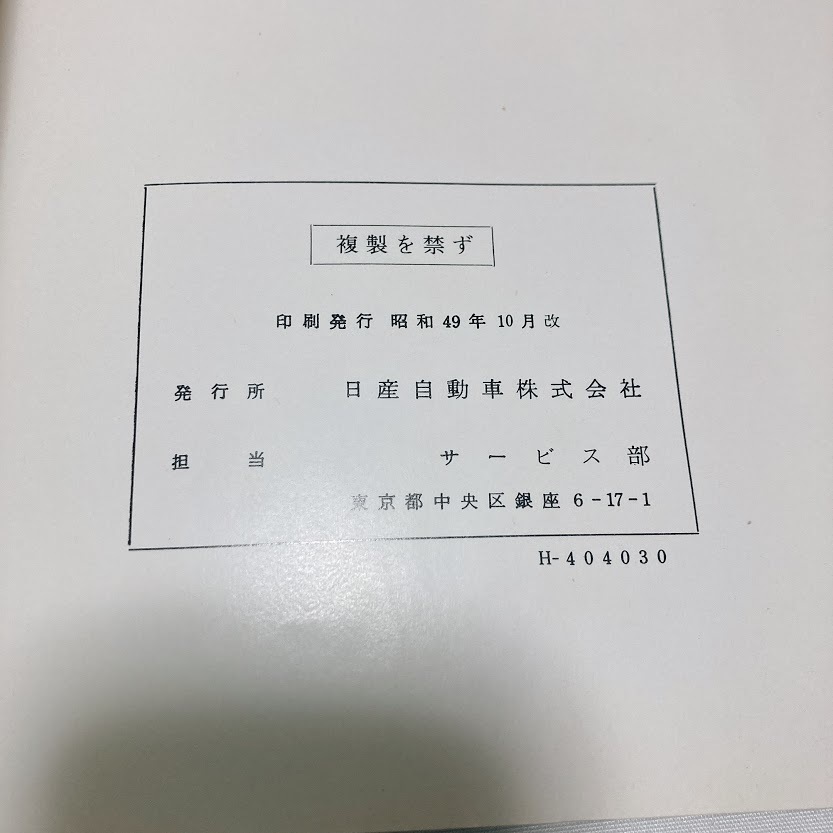 複製を禁ず
印刷発行 昭和49年10月改
発行所 日産自動車株式会社
担当 サービス部
東京都中央区銀座6-17-1
H-404030